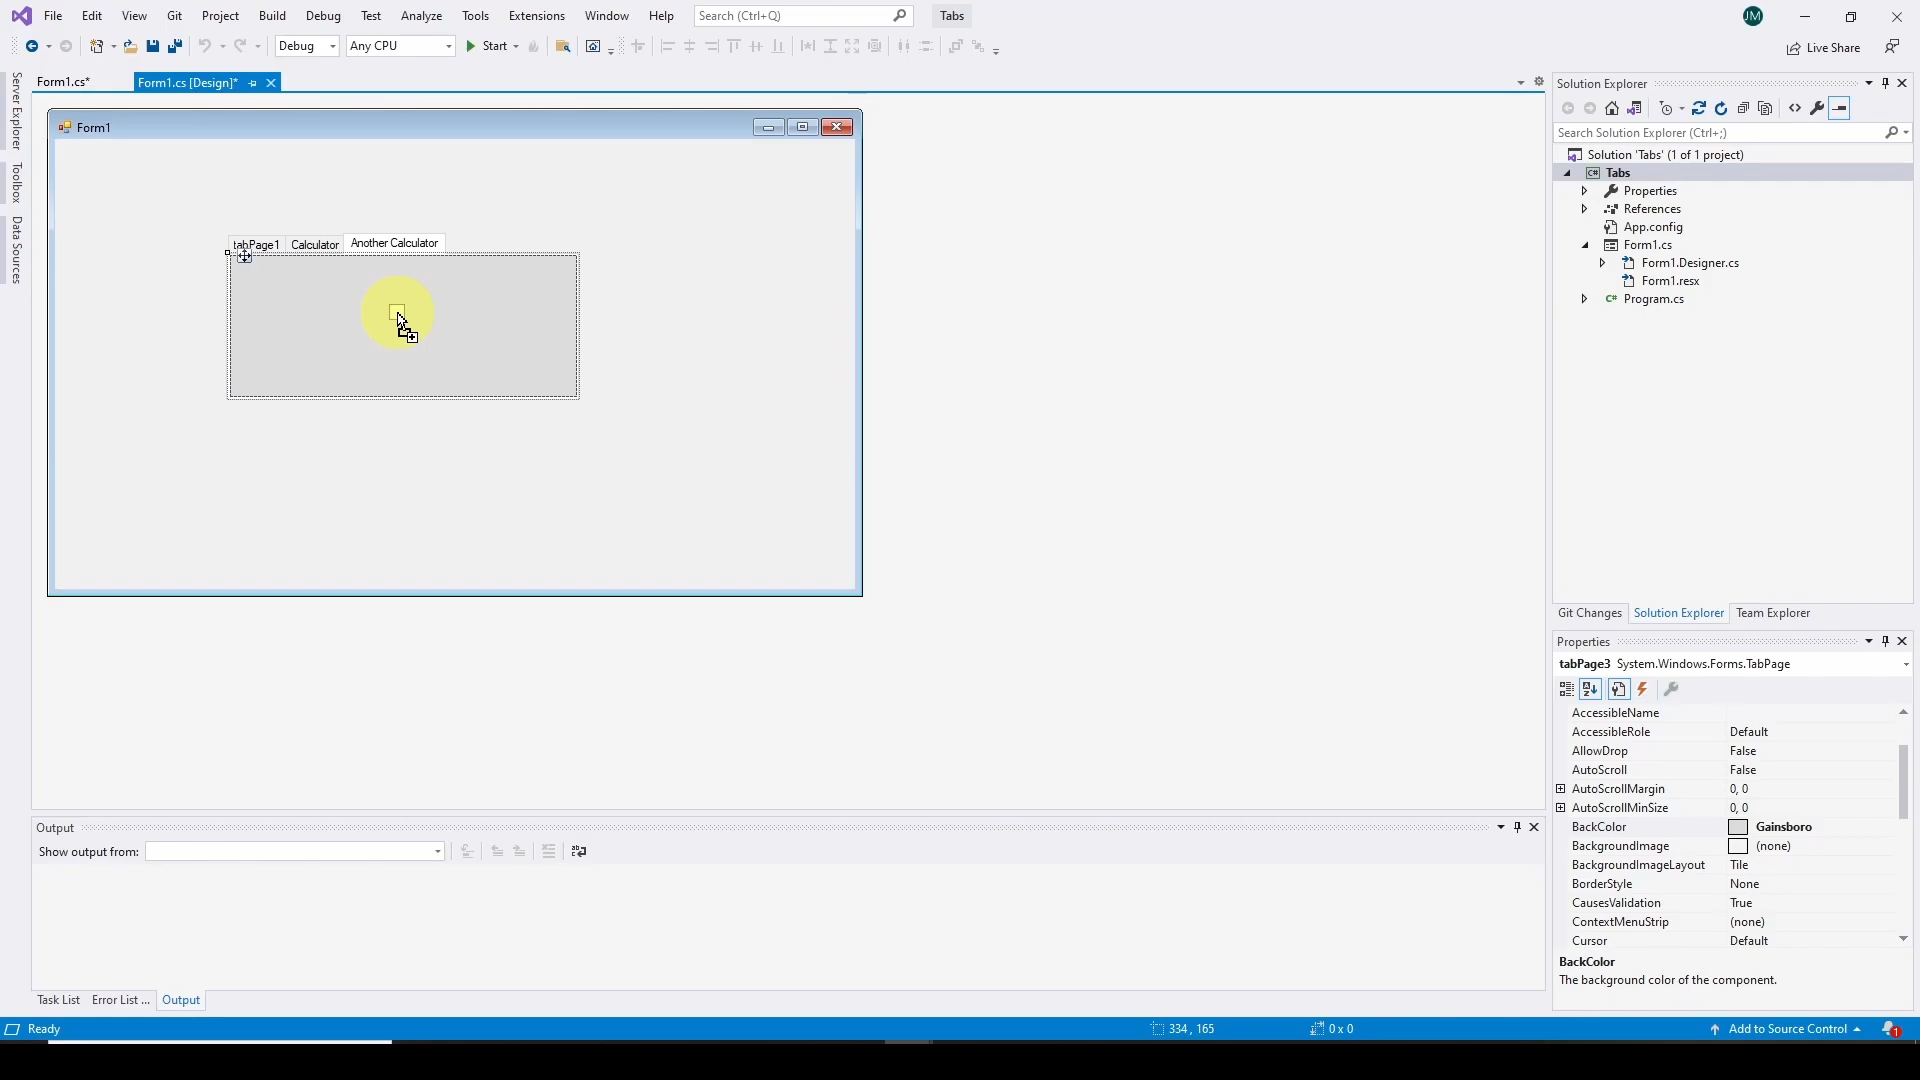 File Edit View Git Project Build Debug Test Analyze Tools Extensions Window Help Search (Ctrl+Q) Tabs JM
Debug Any CPU Start Live Share
Form1.cs* Form1.cs [Design]*
Server Explorer
Toolbox
Data Sources
Form1
tabPage1 Calculator Another Calculator
Solution Explorer
Search Solution Explorer (Ctrl+;)
Solution 'Tabs' (1 of 1 project)
C# Tabs
Properties
References
App.config
Form1.cs
Form1.Designer.cs
Form1.resx
C# Program.cs
Git Changes Solution Explorer Team Explorer
Properties
tabPage3 System.Windows.Forms.TabPage
AccessibleName
AccessibleRole Default
AllowDrop False
AutoScroll False
AutoScrollMargin 0, 0
AutoScrollMinSize 0, 0
BackColor Gainsboro
BackgroundImage (none)
BackgroundImageLayout Tile
BorderStyle None
CausesValidation True
ContextMenuStrip (none)
Cursor Default
BackColor
The background color of the component.
Output
Show output from:
Task List Error List ... Output
Ready 334 , 165 0 x 0 Add to Source Control 1